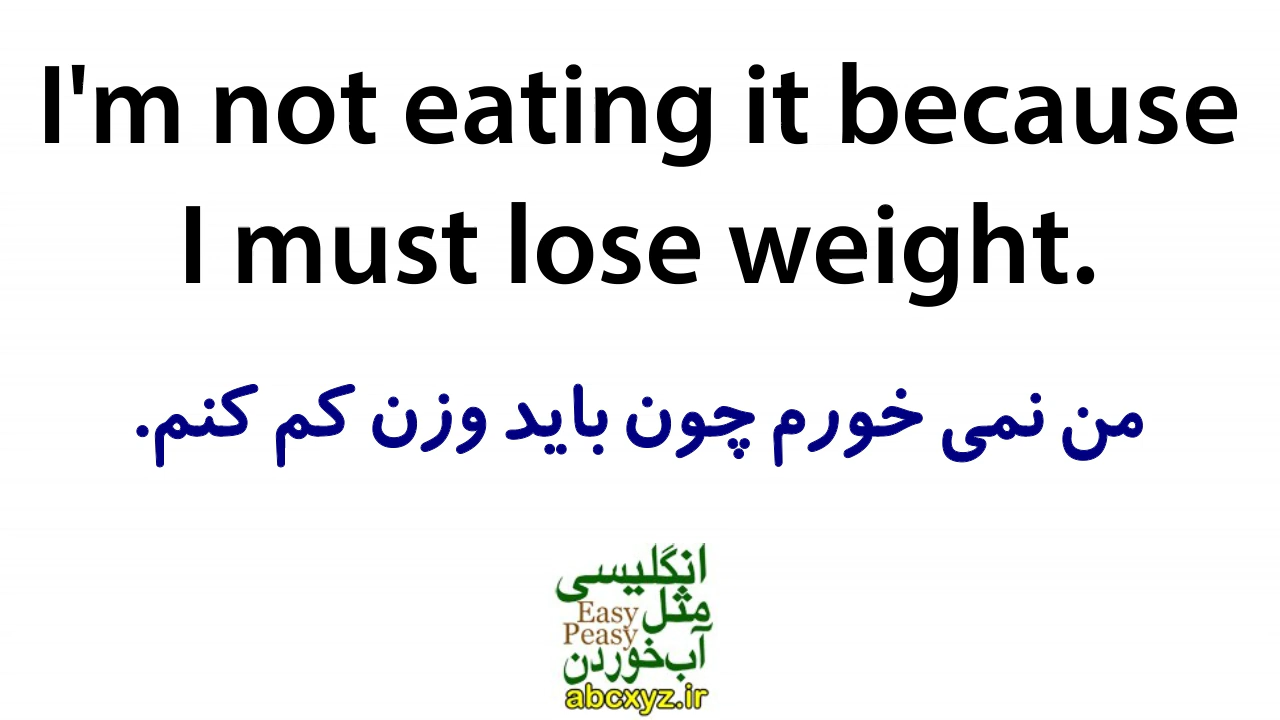 I'm not eating it because
I must lose weight.
من نمی خورم چون باید وزن کم کنم.
انگلیسی
مثل
Easy
Peasy
آب خوردن
abcxyz.ir